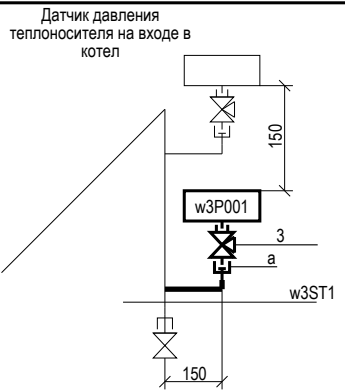 Датчик давления
теплоносителя на входе в
котел
150
w3P001
3
a
w3ST1
150